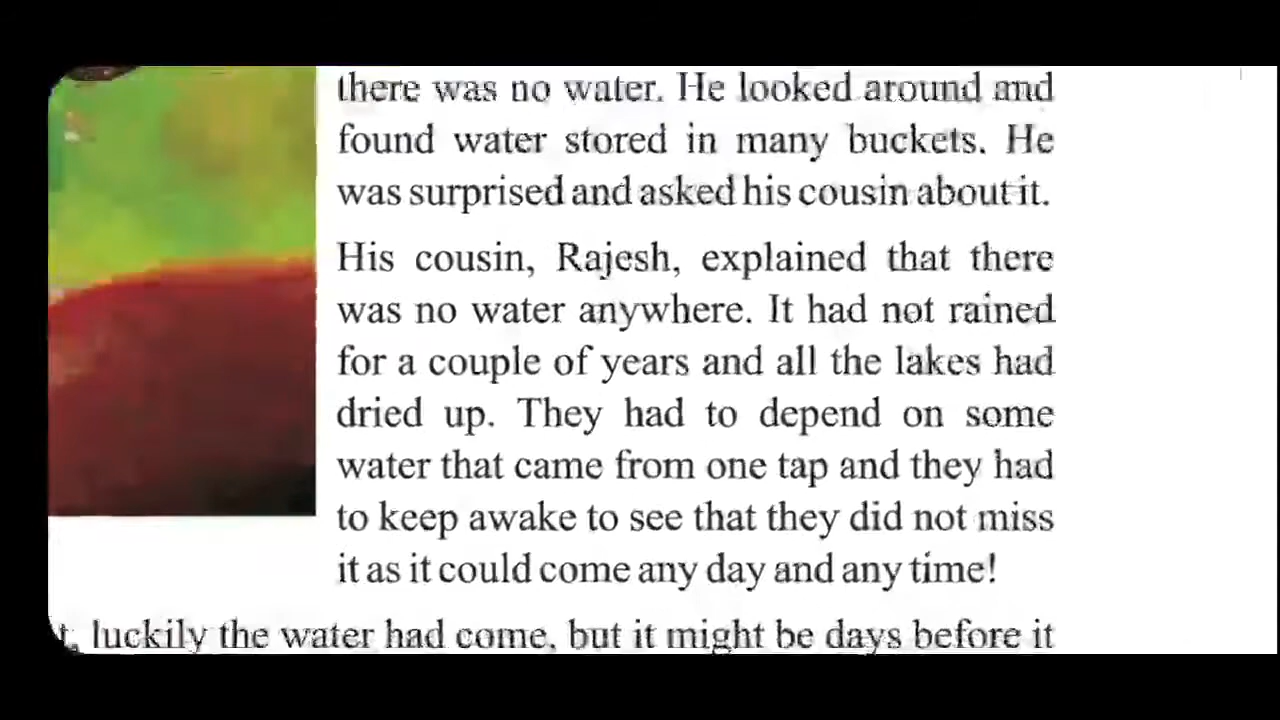 there was no water. He looked around and
found water stored in many buckets. He
was surprised and asked his cousin about it.
His cousin, Rajesh, explained that there
was no water anywhere. It had not rained
for a couple of years and all the lakes had
dried up. They had to depend on some
water that came from one tap and they had
to keep awake to see that they did not miss
it as it could come any day and any time!
luckily the water had come, but it might be days before it